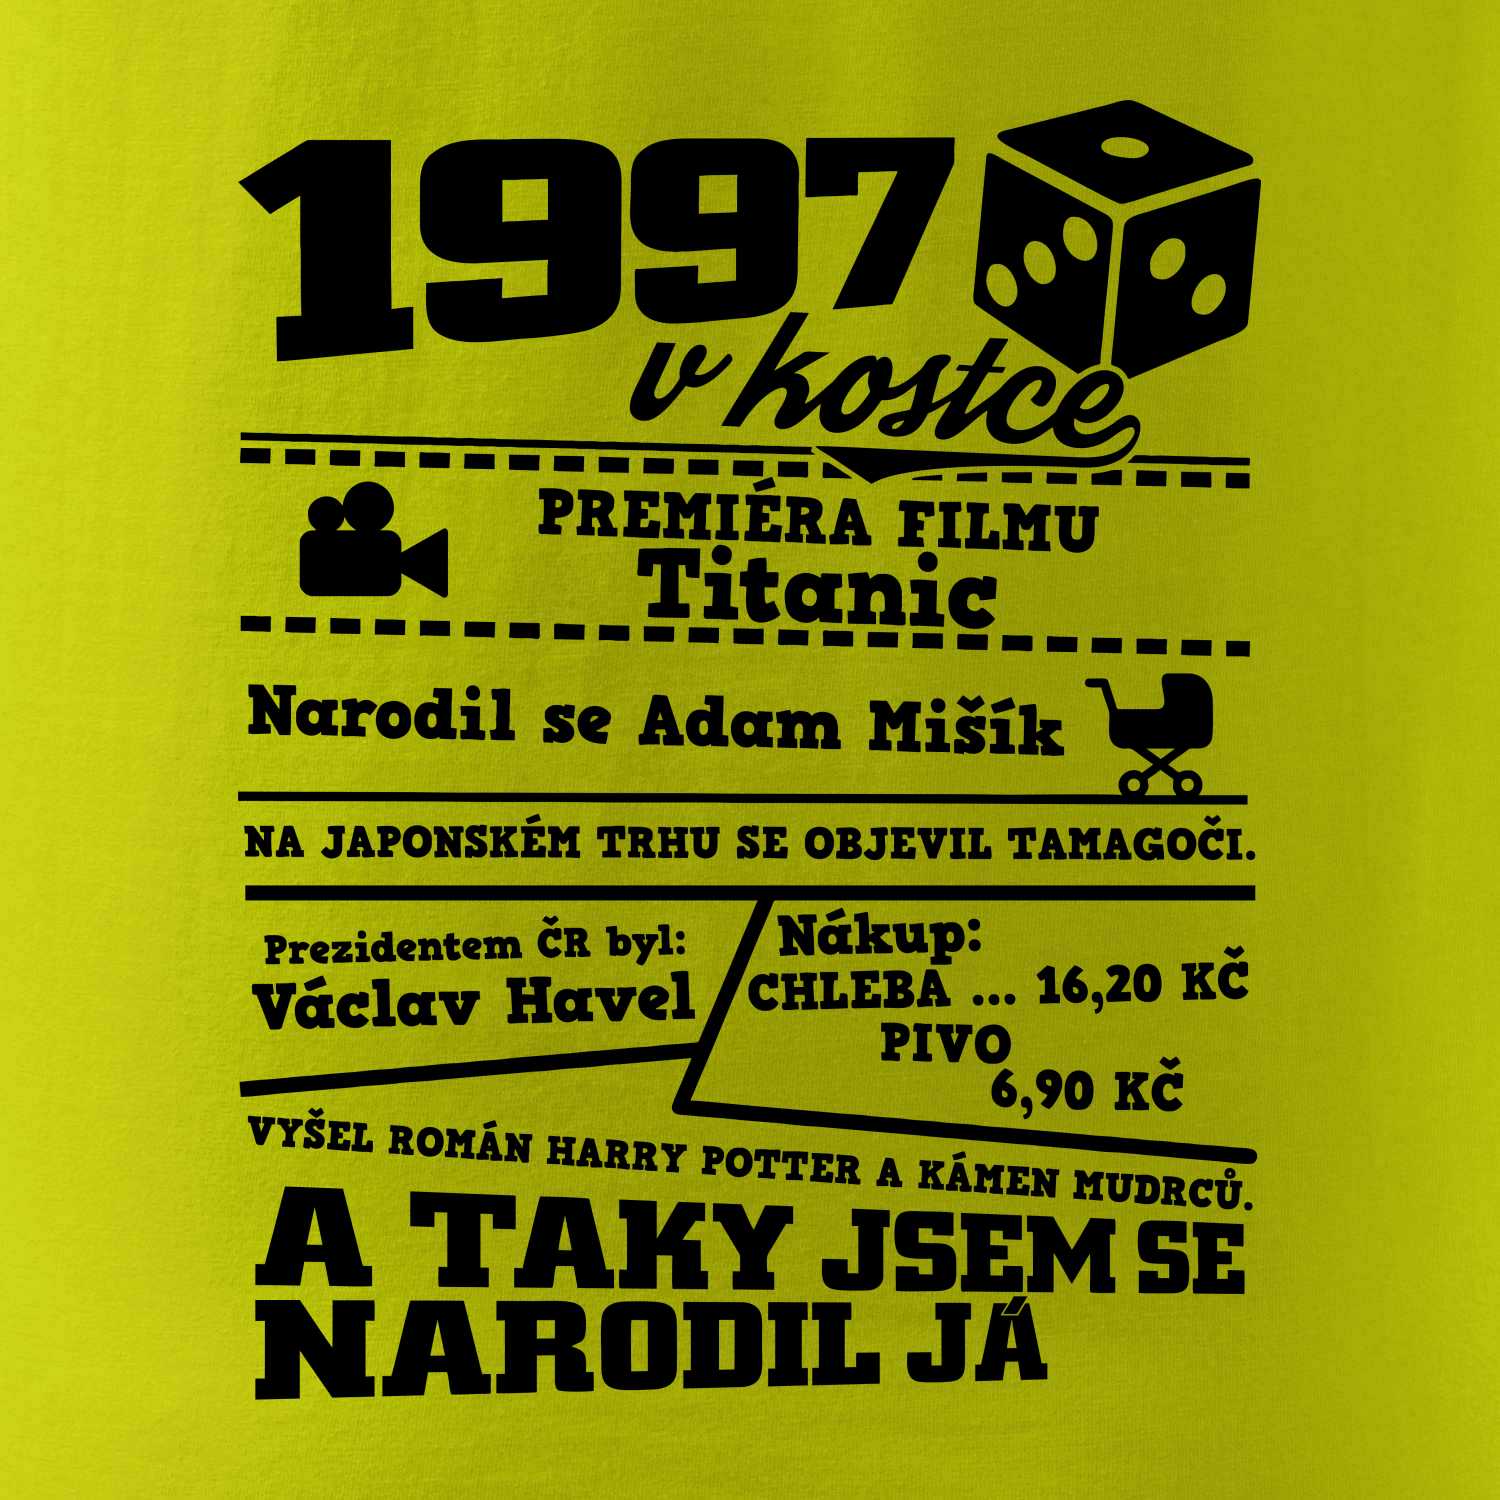 1997
v kostce
PREMIÉRA FILMU
Titanic
Narodil se Adam Mišík
NA JAPONSKÉM TRHU SE OBJEVIL TAMAGOČI.
Prezidentem ČR byl:
Václav Havel
Nákup:
CHLEBA ... 16,20 KČ
PIVO
6,90 KČ
VYŠEL ROMÁN HARRY POTTER A KÁMEN MUDRCŮ.
A TAKY JSEM SE
NARODIL JÁ